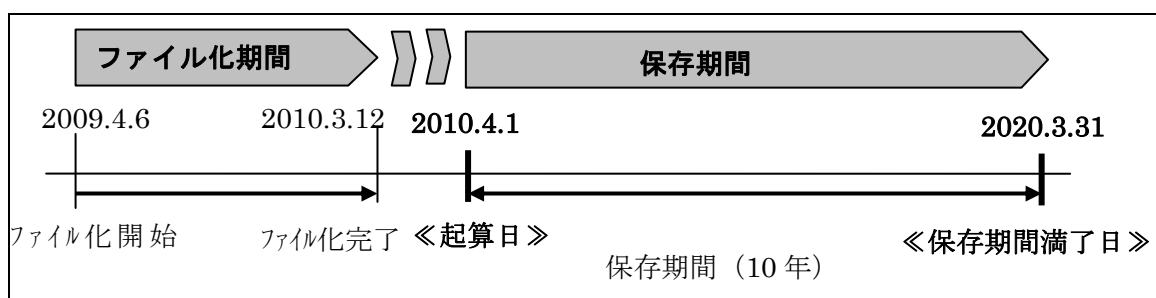 ファイル化期間 保存期間
2009.4.6 2010.3.12 2010.4.1 2020.3.31
ファイル化開始 ファイル化完了 ≪起算日≫ ≪保存期間満了日≫
保存期間（10年）